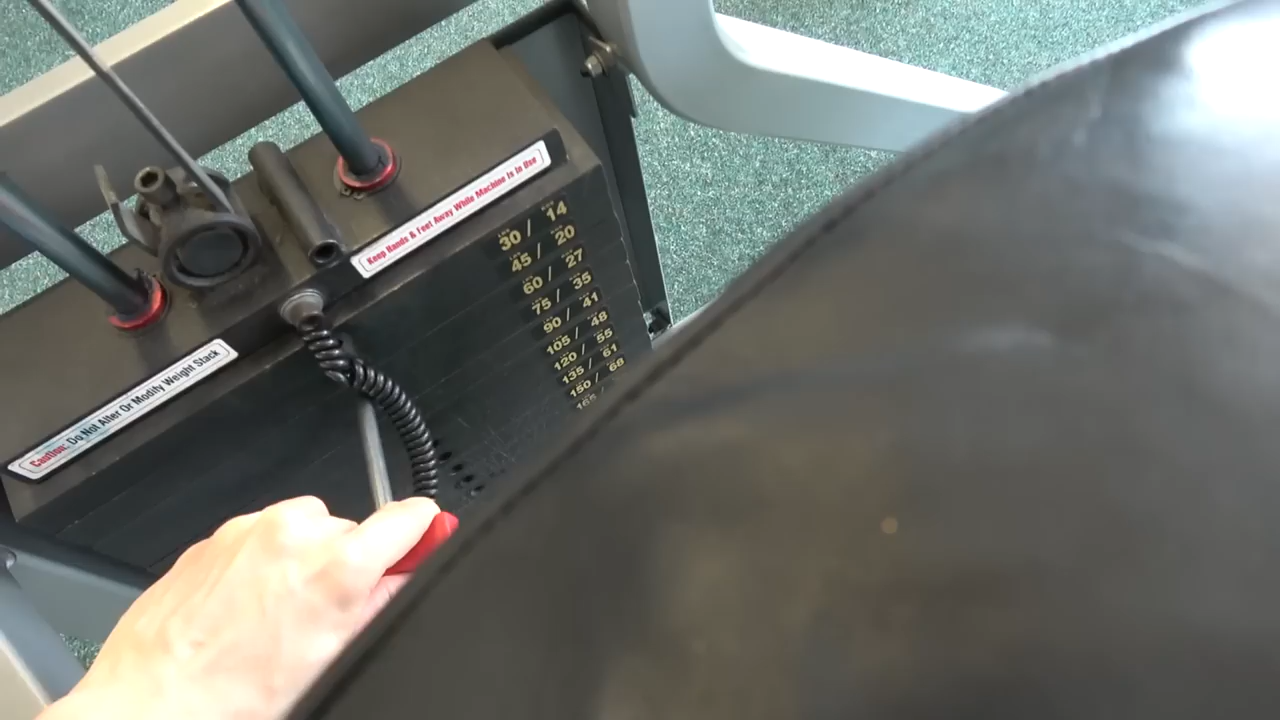 Caution: Do Not Alter Or Modify Weight Stack
Keep Hands & Feet Away While Machine Is In Use
30 / 14
45 / 20
60 / 27
75 / 35
90 / 41
105 / 48
120 / 55
135 / 61
150 / 68